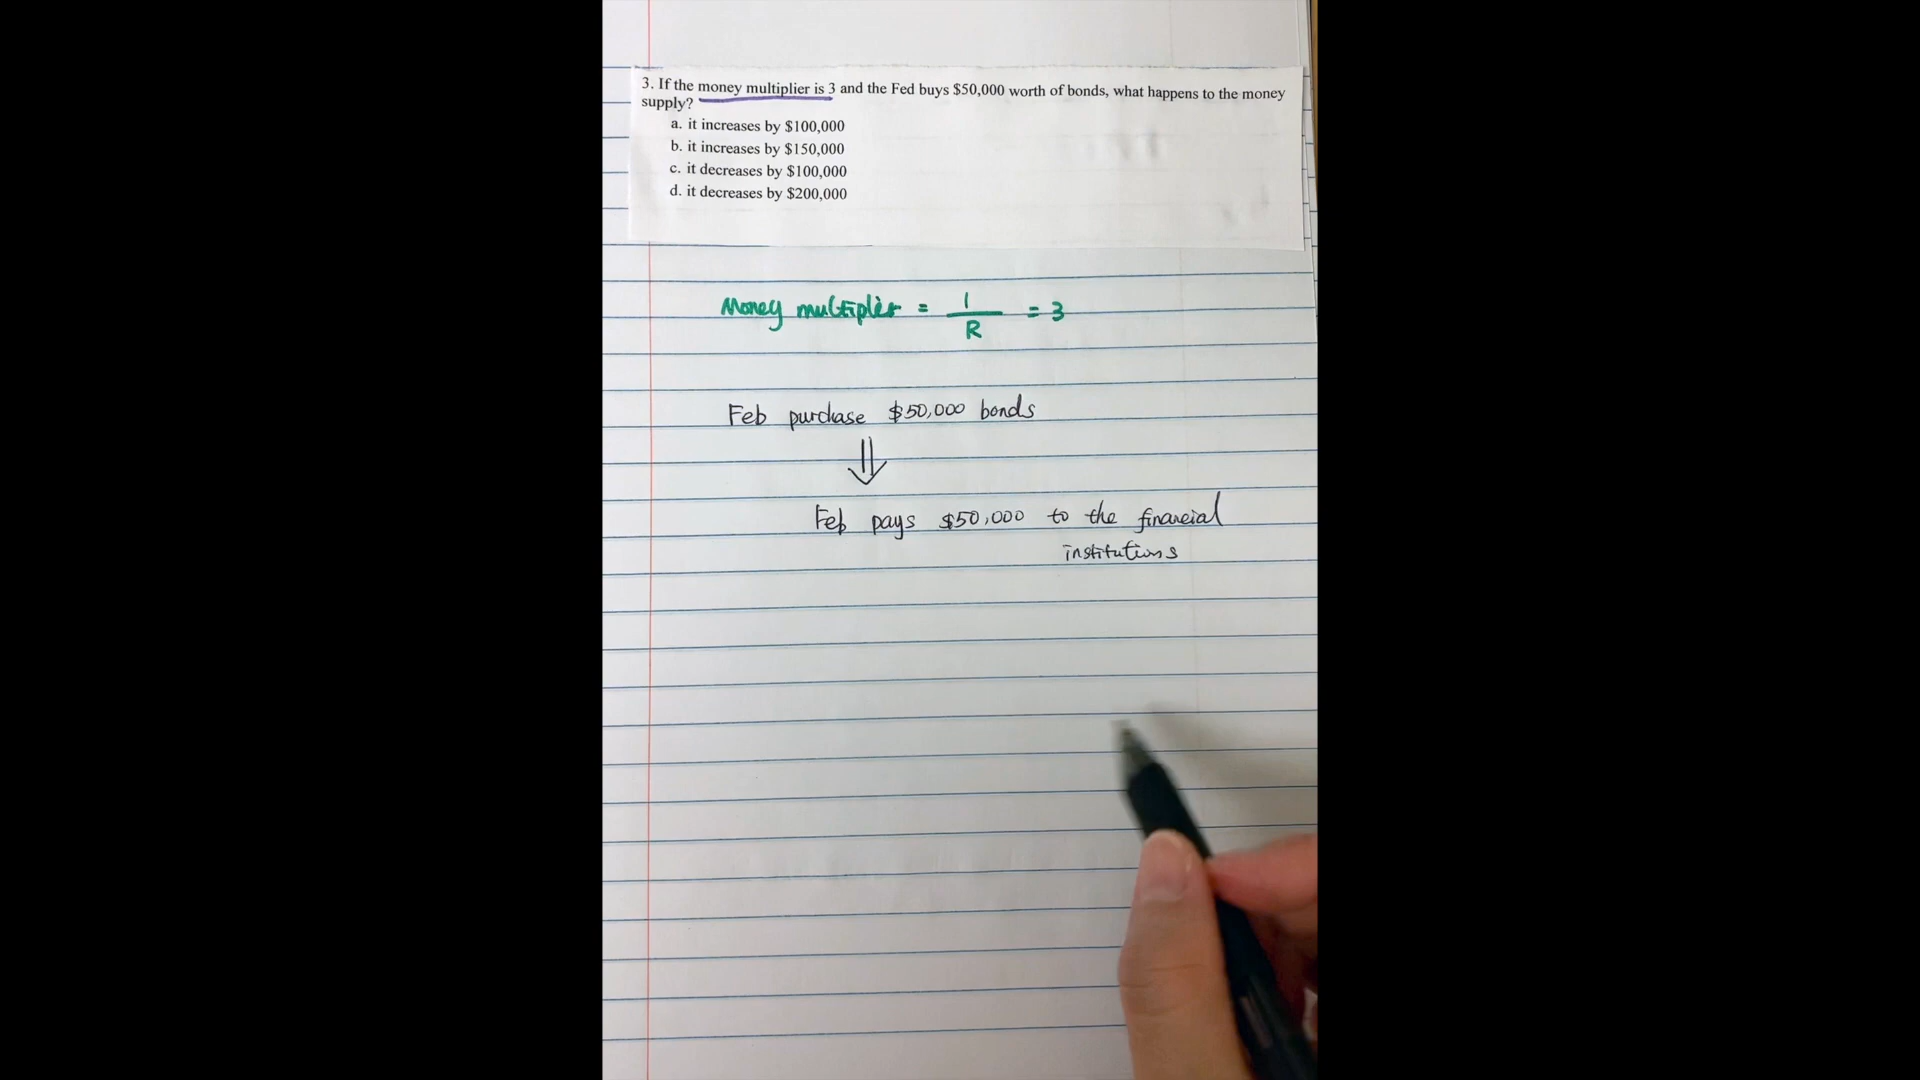 3. If the money multiplier is 3 and the Fed buys $50,000 worth of bonds, what happens to the money
supply?
a. it increases by $100,000
b. it increases by $150,000
c. it decreases by $100,000
d. it decreases by $200,000
Money multiplier = 1/R = 3
Feb purchase $50,000 bonds
⇓
Feb pays $50,000 to the financial
institutions